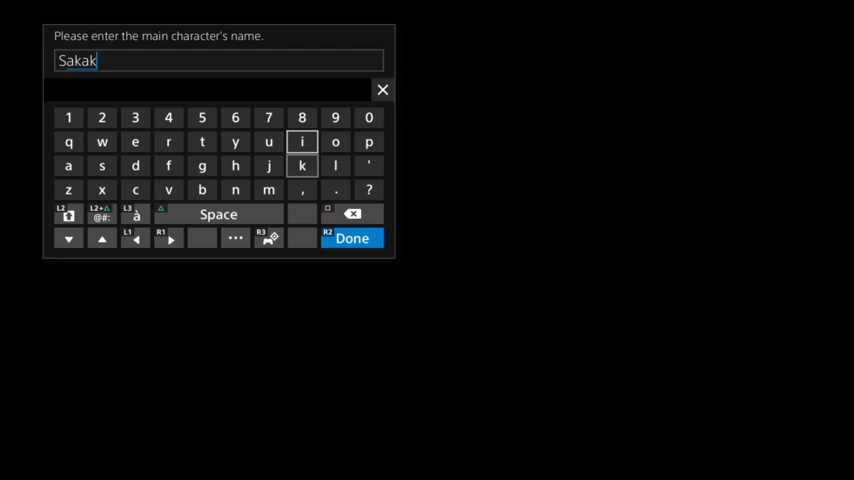 Please enter the main character's name.
Sakak
1 2 3 4 5 6 7 8 9 0
q w e r t y u i o p
a s d f g h j k l '
z x c v b n m , . ?
L2 L2+△ @#: L3 à △ Space
L1 R1 ... R3 R2 Done